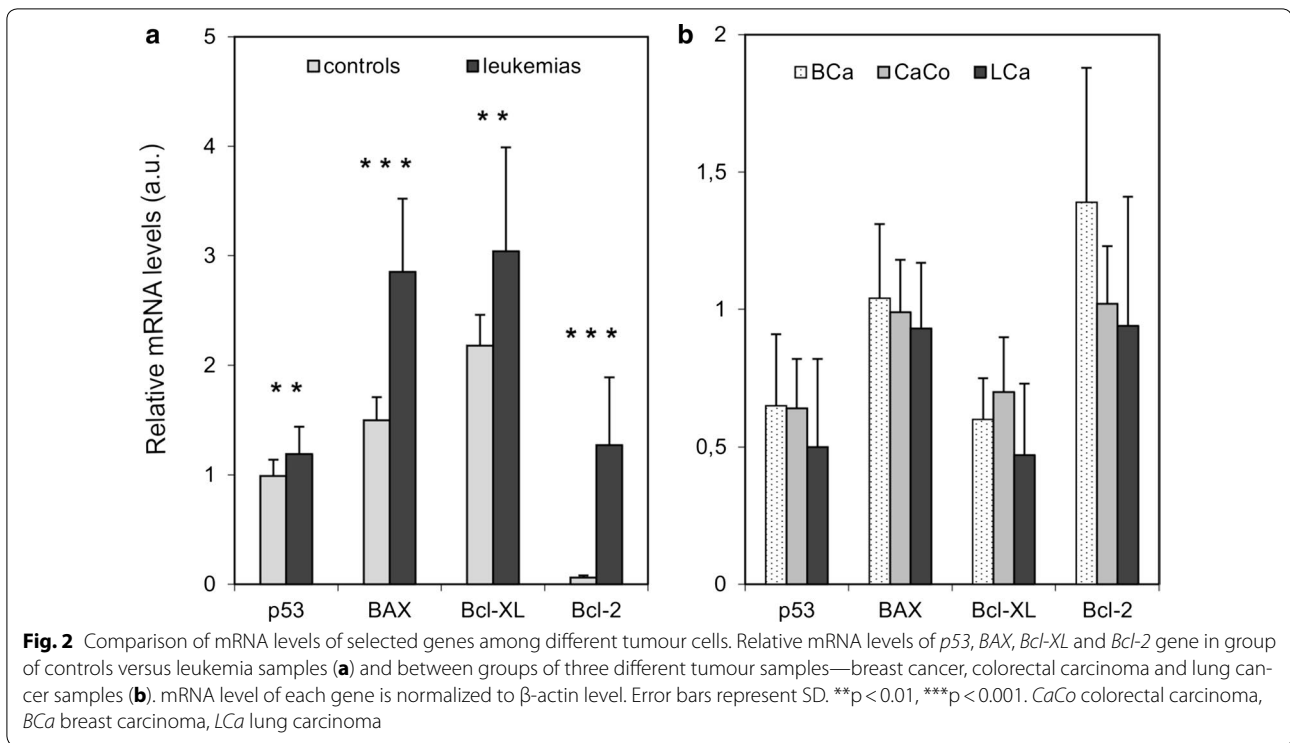 a
5
4
3
2
1
0
Relative mRNA levels (a.u.)
controls leukemias
* *
* * *
* *
* * *
p53 BAX Bcl-XL Bcl-2
b
2
1,5
1
0,5
0
BCa CaCo LCa
p53 BAX Bcl-XL Bcl-2
Fig. 2 Comparison of mRNA levels of selected genes among different tumour cells. Relative mRNA levels of p53, BAX, Bcl-XL and Bcl-2 gene in group
of controls versus leukemia samples (a) and between groups of three different tumour samples—breast cancer, colorectal carcinoma and lung can-
cer samples (b). mRNA level of each gene is normalized to β-actin level. Error bars represent SD. **p < 0.01, ***p < 0.001. CaCo colorectal carcinoma,
BCa breast carcinoma, LCa lung carcinoma